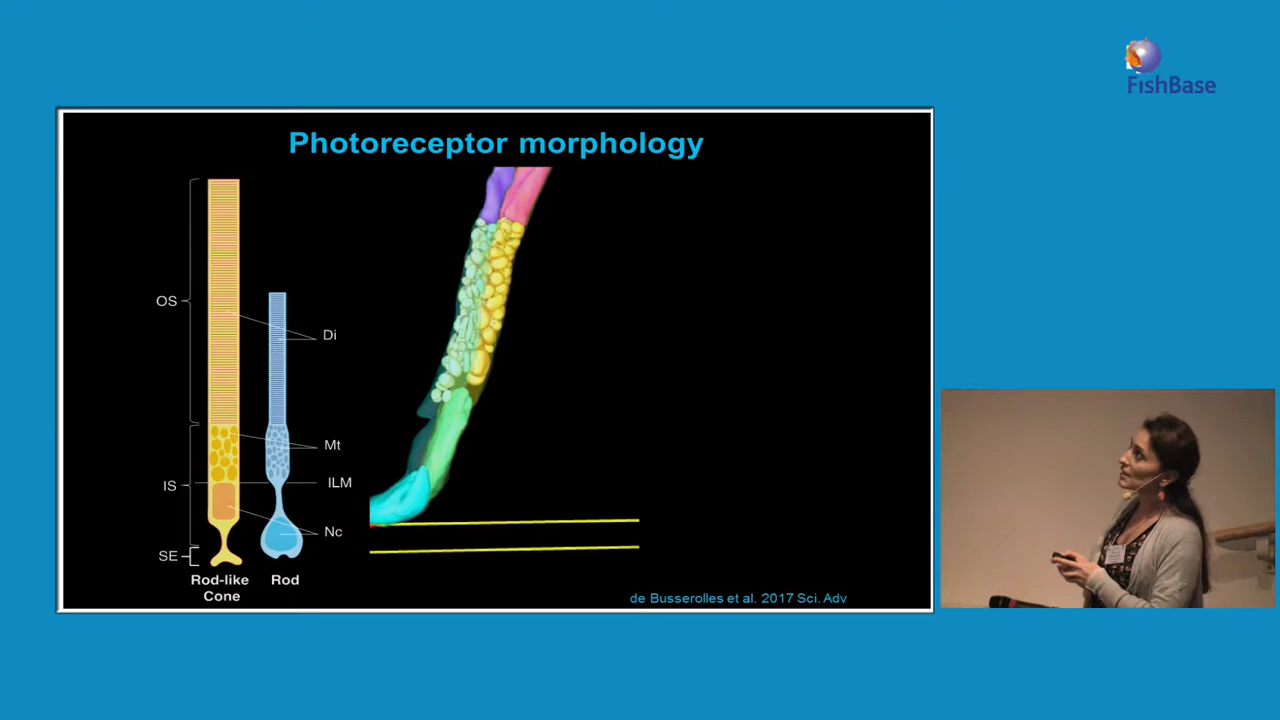 FishBase
Photoreceptor morphology
OS
Di
Mt
IS
ILM
Nc
SE
Rod-like
Cone
Rod
de Busserolles et al. 2017 Sci. Adv